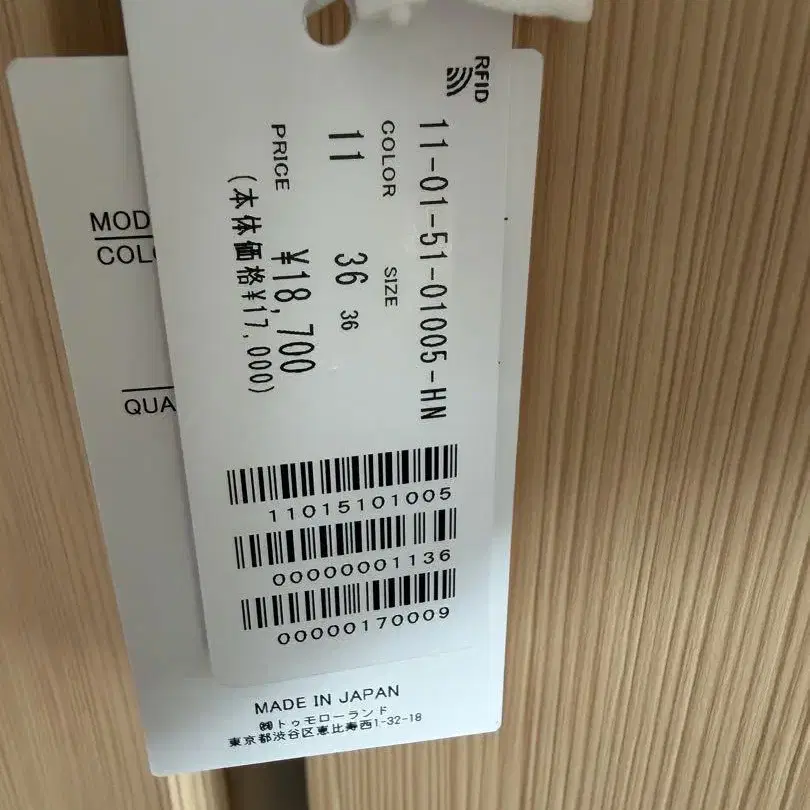 RFID
11-01-51-01005-HN
COLOR SIZE
11 36 36
PRICE ¥18,700
(本体価格¥17,000)
11015101005
00000001136
00000170009
MOD
COL
QUA
MADE IN JAPAN
㈱トゥモローランド
東京都渋谷区恵比寿西1-32-18